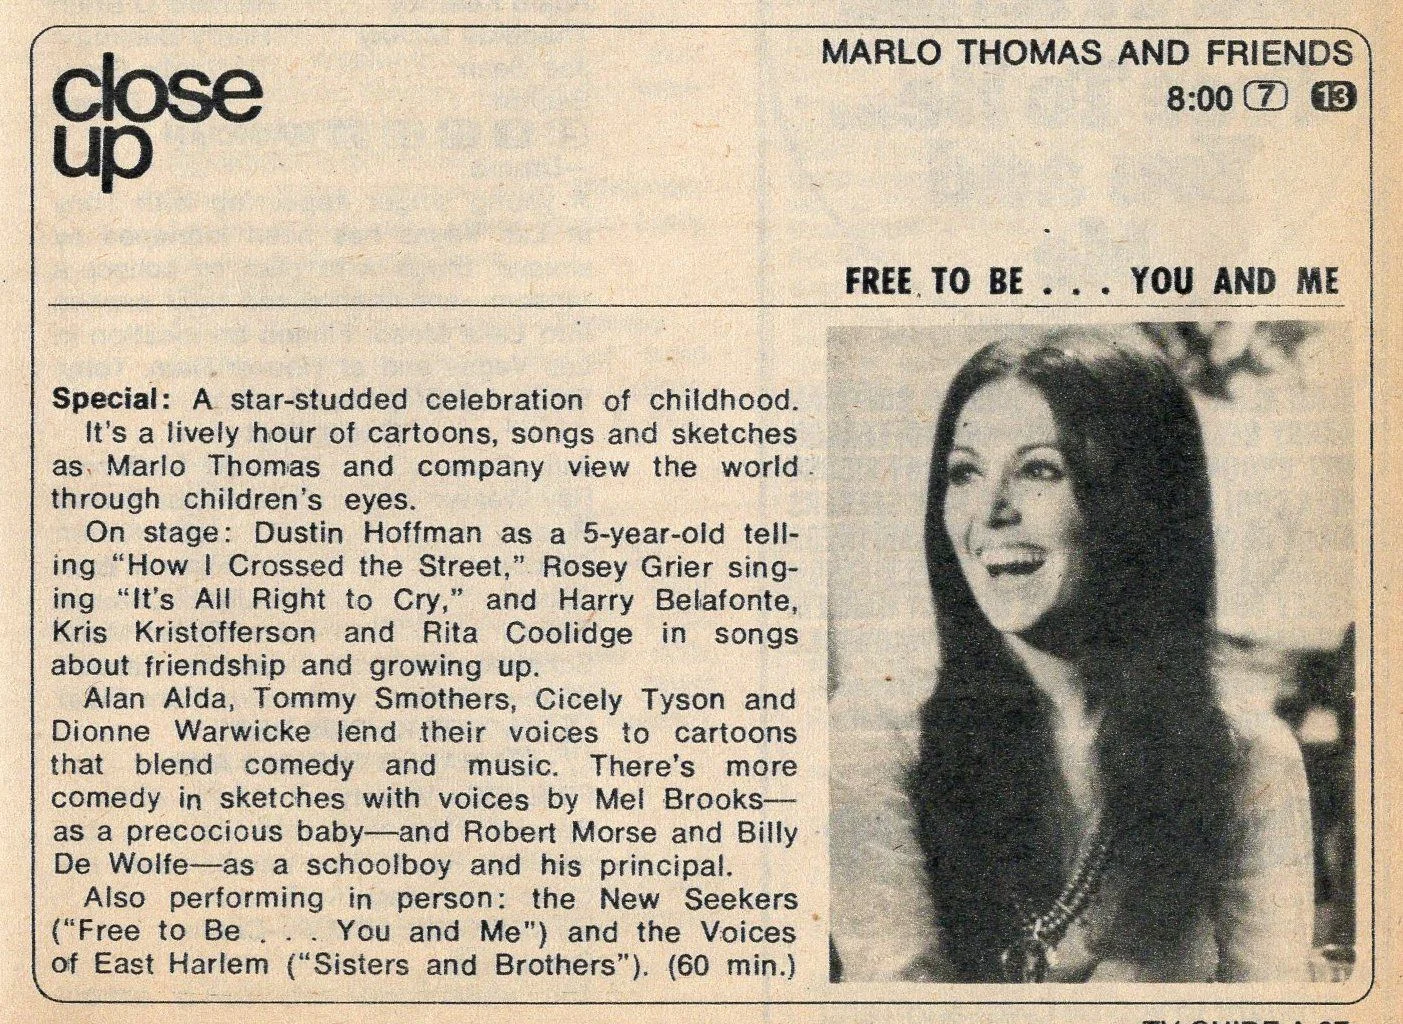 close
up
MARLO THOMAS AND FRIENDS
8:00 7 13
FREE TO BE . . . YOU AND ME
Special: A star-studded celebration of childhood.
It's a lively hour of cartoons, songs and sketches
as Marlo Thomas and company view the world
through children's eyes.
On stage: Dustin Hoffman as a 5-year-old tell-
ing “How I Crossed the Street,” Rosey Grier sing-
ing “It's All Right to Cry,” and Harry Belafonte,
Kris Kristofferson and Rita Coolidge in songs
about friendship and growing up.
Alan Alda, Tommy Smothers, Cicely Tyson and
Dionne Warwicke lend their voices to cartoons
that blend comedy and music. There's more
comedy in sketches with voices by Mel Brooks—
as a precocious baby—and Robert Morse and Billy
De Wolfe—as a schoolboy and his principal.
Also performing in person: the New Seekers
(“Free to Be . . . You and Me”) and the Voices
of East Harlem (“Sisters and Brothers”). (60 min.)
TV GUIDE